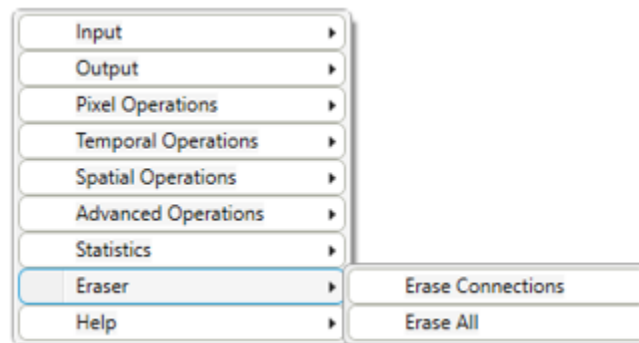 Input
Output
Pixel Operations
Temporal Operations
Spatial Operations
Advanced Operations
Statistics
Eraser
Erase Connections
Help
Erase All